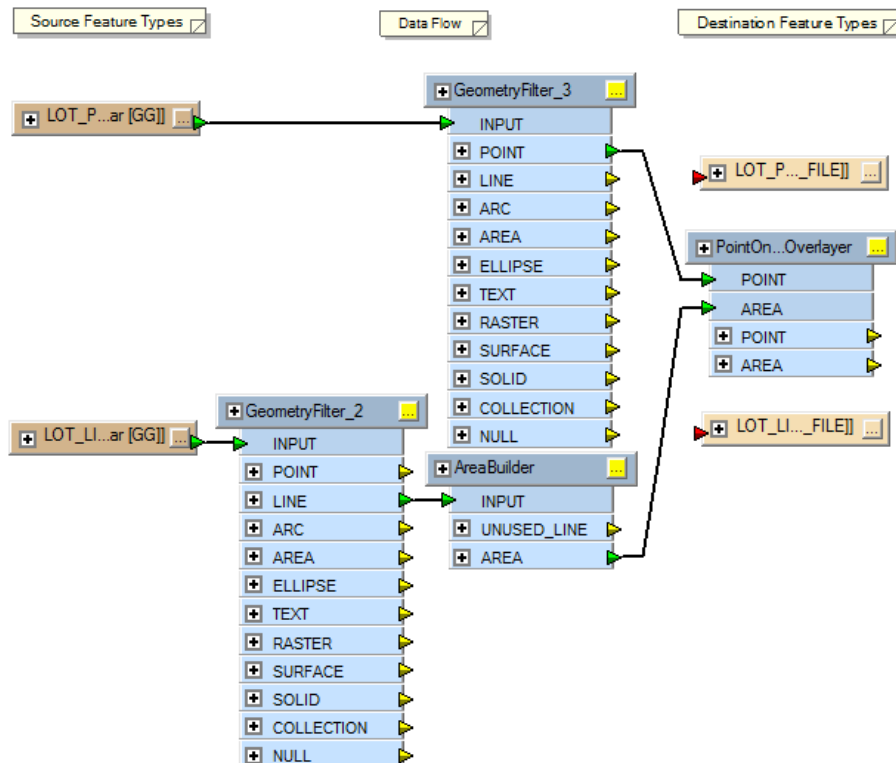 Source Feature Types
Data Flow
Destination Feature Types
LOT_P...ar [GG]] ...
GeometryFilter_3 ...
INPUT
POINT
LINE
ARC
AREA
ELLIPSE
TEXT
RASTER
SURFACE
SOLID
COLLECTION
NULL
LOT_P..._FILE]] ...
PointOn...Overlayer ...
POINT
AREA
POINT
AREA
LOT_LI..._FILE]] ...
LOT_LI...ar [GG]] ...
GeometryFilter_2 ...
INPUT
POINT
LINE
ARC
AREA
ELLIPSE
TEXT
RASTER
SURFACE
SOLID
COLLECTION
NULL
AreaBuilder ...
INPUT
UNUSED_LINE
AREA